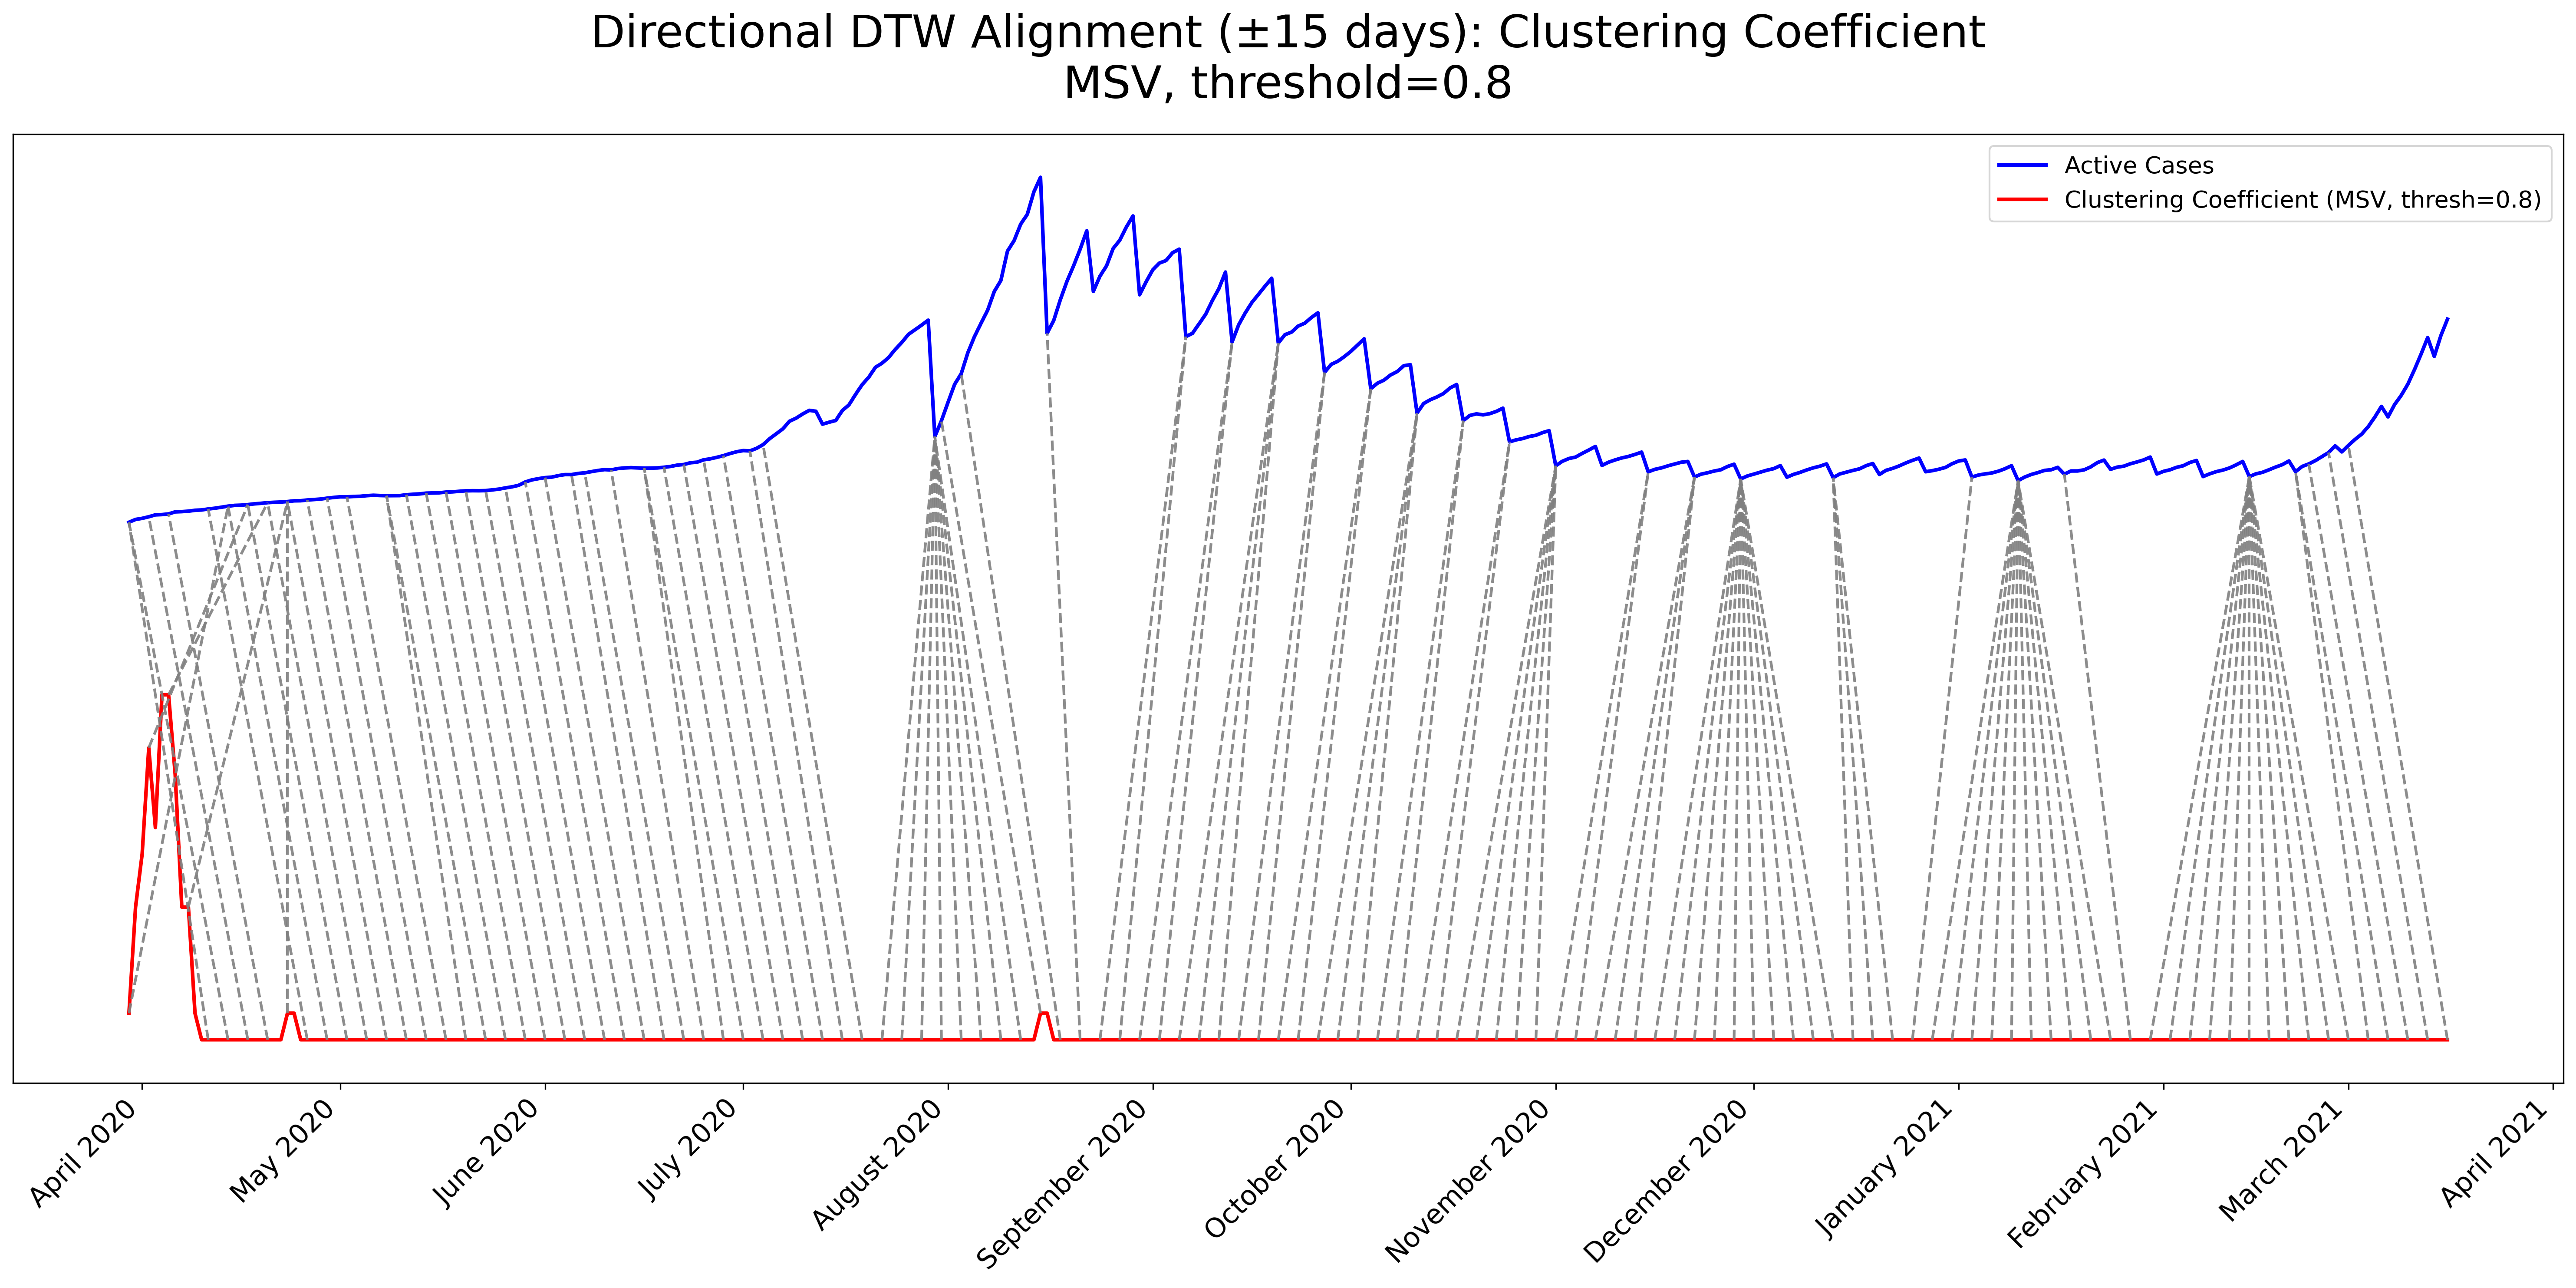 Directional DTW Alignment (±15 days): Clustering Coefficient
MSV, threshold=0.8
Active Cases
Clustering Coefficient (MSV, thresh=0.8)
April 2020
May 2020
June 2020
July 2020
August 2020
September 2020
October 2020
November 2020
December 2020
January 2021
February 2021
March 2021
April 2021